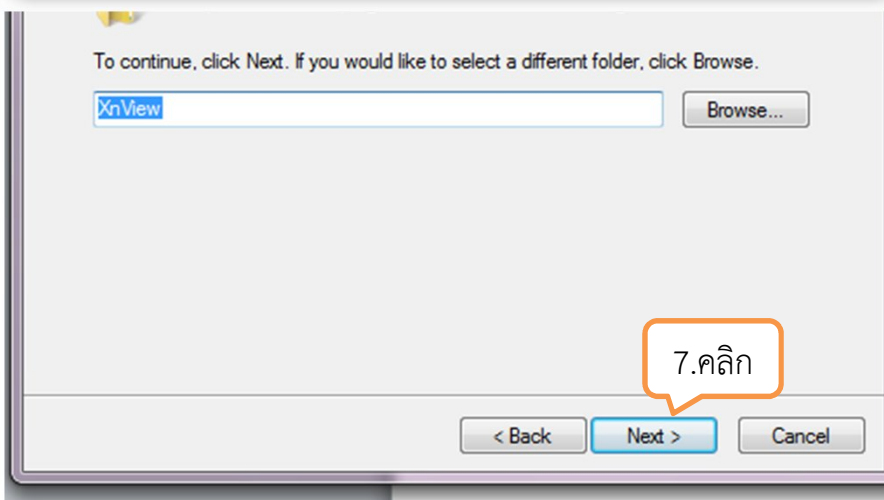 To continue, click Next. If you would like to select a different folder, click Browse.
XnView
Browse...
7.คลิก
< Back
Next >
Cancel